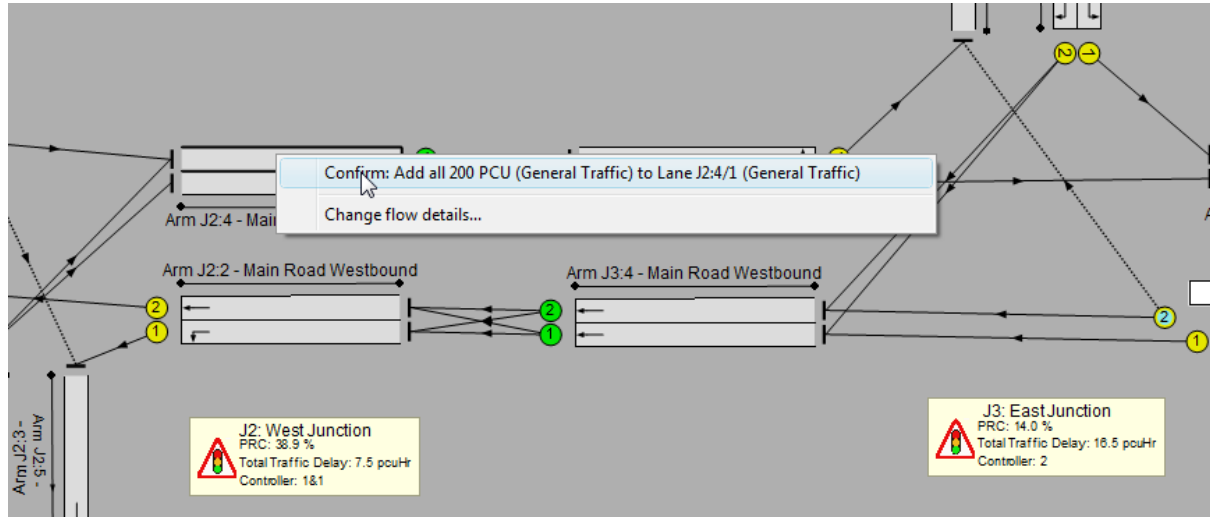 2
1
Confirm: Add all 200 PCU (General Traffic) to Lane J2:4/1 (General Traffic)
Change flow details...
Arm J2:4 - Mai
Arm J2:2 - Main Road Westbound
Arm J3:4 - Main Road Westbound
2
1
2
1
2
1
Arm J2:3 -
Arm J2:5 -
J2: West Junction
PRC: 38.9 %
Total Traffic Delay: 7.5 pcuHr
Controller: 1&1
J3: East Junction
PRC: 14.0 %
Total Traffic Delay: 16.5 pcuHr
Controller: 2